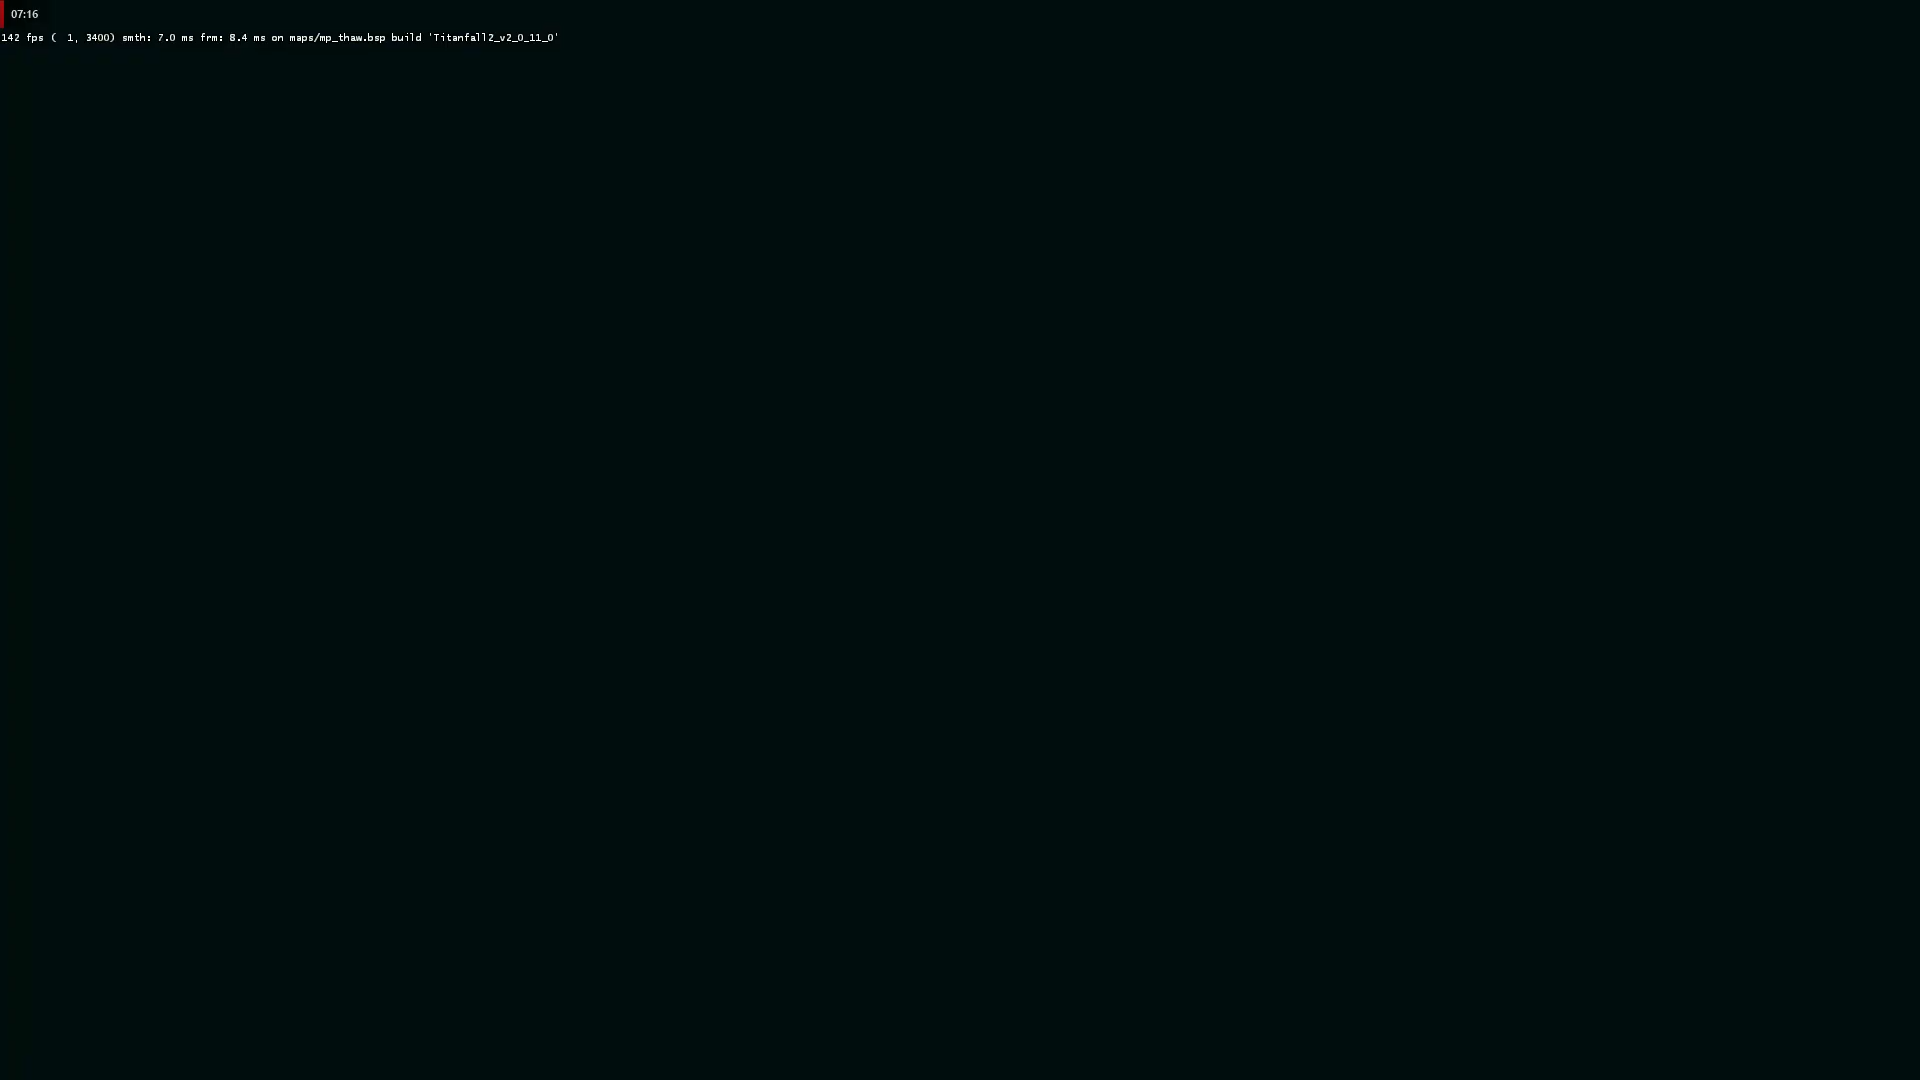 07:16
142 fps (  1, 3400) smth: 7.0 ms frm: 8.4 ms on maps/mp_thaw.bsp build 'Titanfall2_v2_0_11_0'